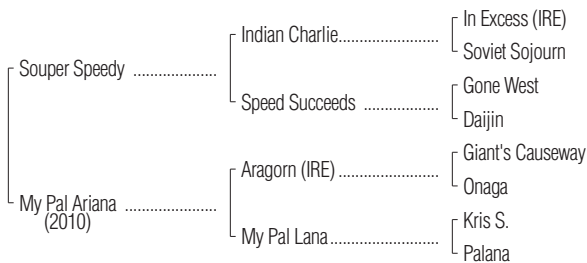 In Excess (IRE)
Indian Charlie
Soviet Sojourn
Souper Speedy
Gone West
Speed Succeeds
Daijin
Giant's Causeway
Aragorn (IRE)
Onaga
My Pal Ariana
(2010)
Kris S.
My Pal Lana
Palana